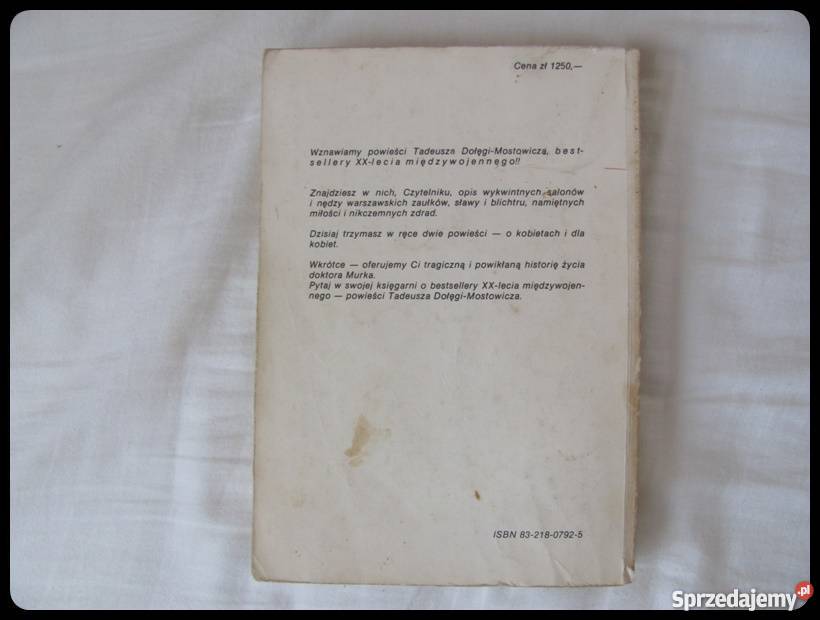 Cena zł 1250,—
Wznawiamy powieści Tadeusza Dołęgi-Mostowicza, best-
sellery XX-lecia międzywojennego!!
Znajdziesz w nich, Czytelniku, opis wykwintnych salonów
i nędzy warszawskich zaułków, sławy i blichtru, namiętnych
miłości i nikczemnych zdrad.
Dzisiaj trzymasz w ręce dwie powieści — o kobietach i dla
kobiet.
Wkrótce — oferujemy Ci tragiczną i powikłaną historię życia
doktora Murka.
Pytaj w swojej księgarni o bestsellery XX-lecia międzywojen-
nego — powieści Tadeusza Dołęgi-Mostowicza.
ISBN 83-218-0792-5
Sprzedajemy.pl